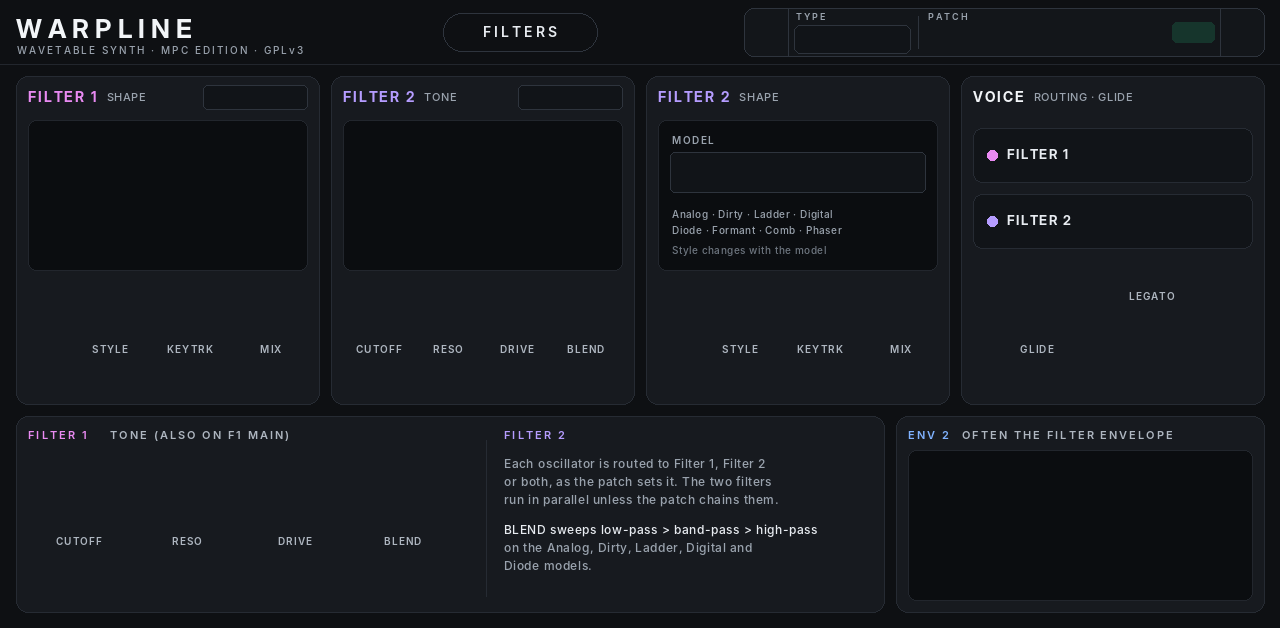 WARPLINE
WAVETABLE SYNTH · MPC EDITION · GPLv3
FILTERS
TYPE
PATCH
FILTER 1 SHAPE
FILTER 2 TONE
FILTER 2 SHAPE
VOICE ROUTING · GLIDE
MODEL
Analog · Dirty · Ladder · Digital
Diode · Formant · Comb · Phaser
Style changes with the model
FILTER 1
FILTER 2
LEGATO
STYLE KEYTRK MIX
CUTOFF RESO DRIVE BLEND
STYLE KEYTRK MIX
GLIDE
FILTER 1 TONE (ALSO ON F1 MAIN)
CUTOFF RESO DRIVE BLEND
FILTER 2
Each oscillator is routed to Filter 1, Filter 2
or both, as the patch sets it. The two filters
run in parallel unless the patch chains them.
BLEND sweeps low-pass > band-pass > high-pass
on the Analog, Dirty, Ladder, Digital and
Diode models.
ENV 2 OFTEN THE FILTER ENVELOPE